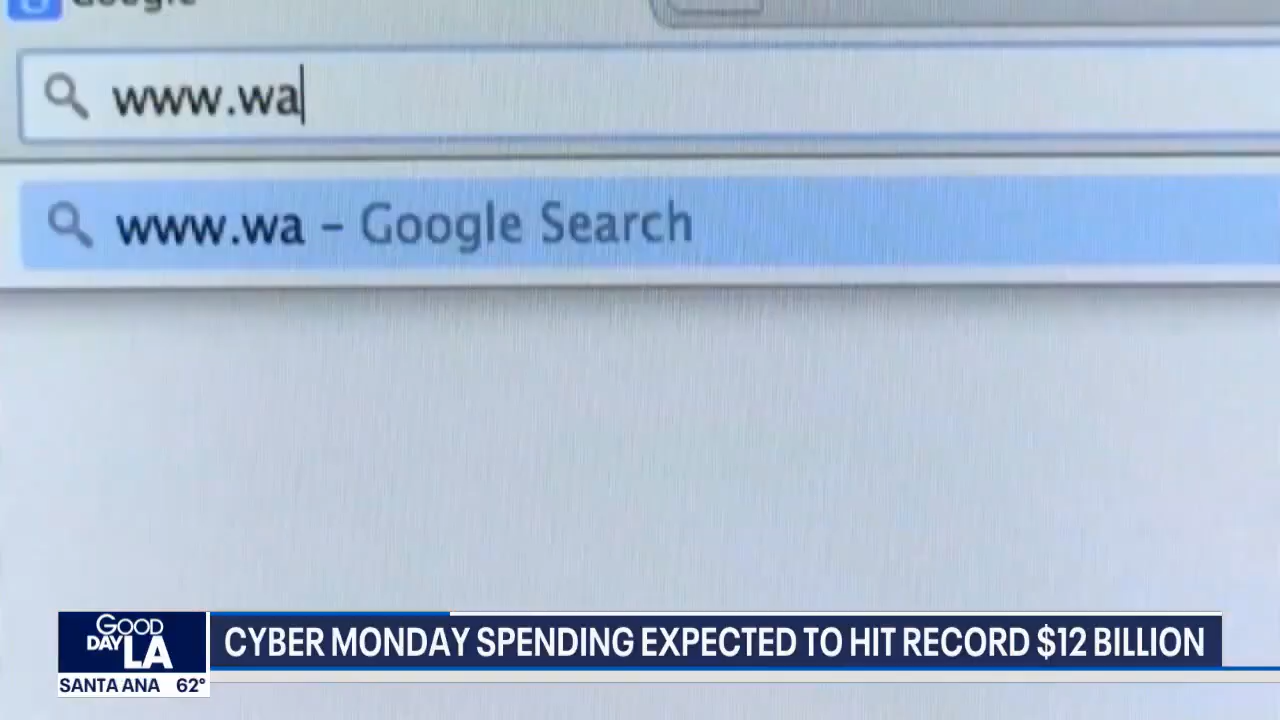 Google
www.wa
www.wa – Google Search
GOOD
DAY LA
CYBER MONDAY SPENDING EXPECTED TO HIT RECORD $12 BILLION
SANTA ANA 62°